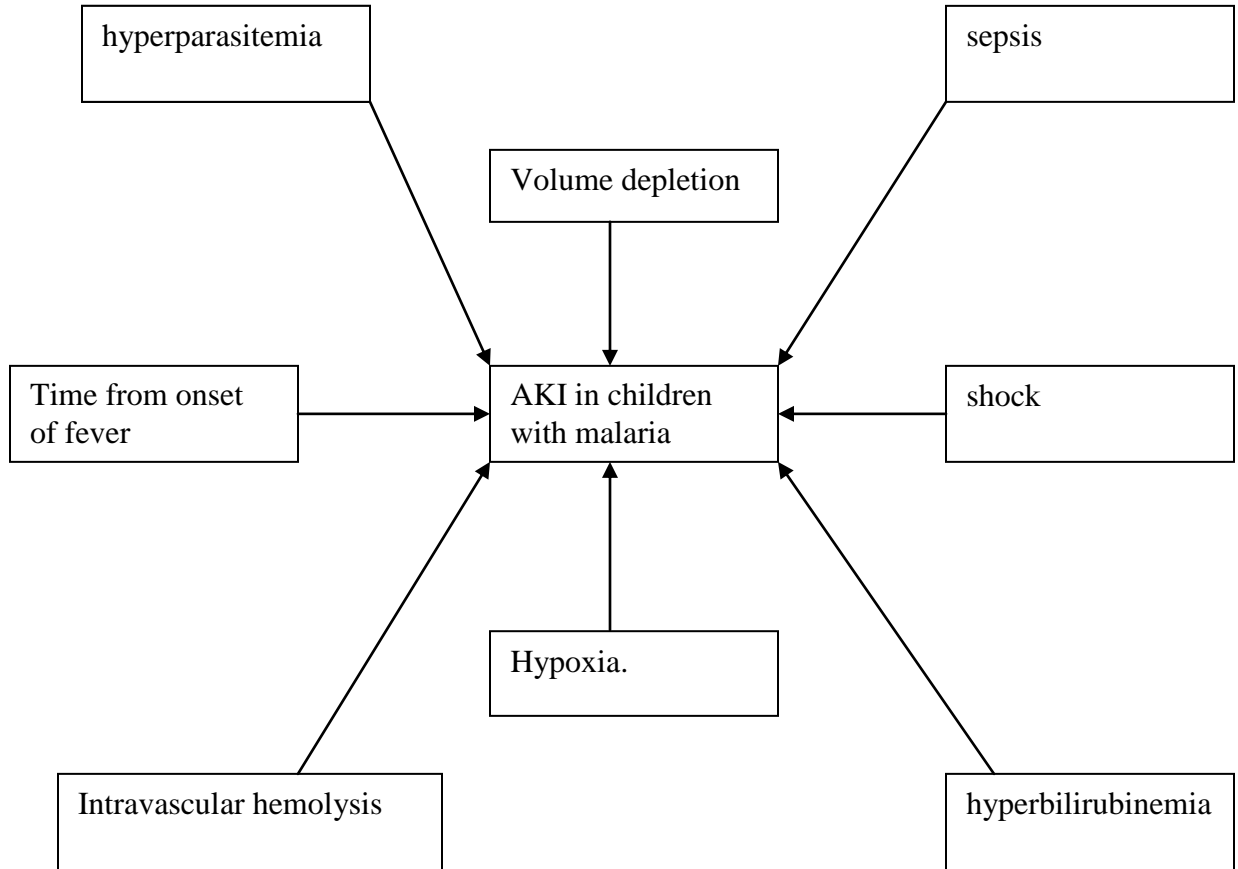 hyperparasitemia
sepsis
Volume depletion
Time from onset
of fever
AKI in children
with malaria
shock
Hypoxia.
Intravascular hemolysis
hyperbilirubinemia